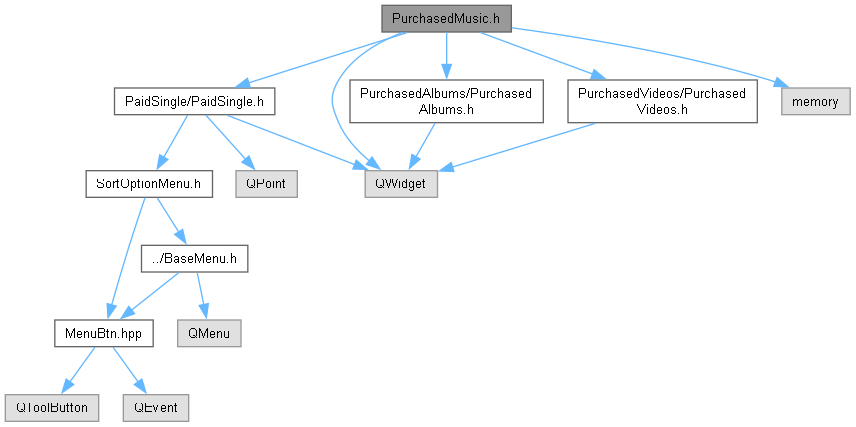 PurchasedMusic.h
PaidSingle/PaidSingle.h
PurchasedAlbums/Purchased
Albums.h
PurchasedVideos/Purchased
Videos.h
memory
SortOptionMenu.h
QPoint
QWidget
../BaseMenu.h
MenuBtn.hpp
QMenu
QToolButton
QEvent